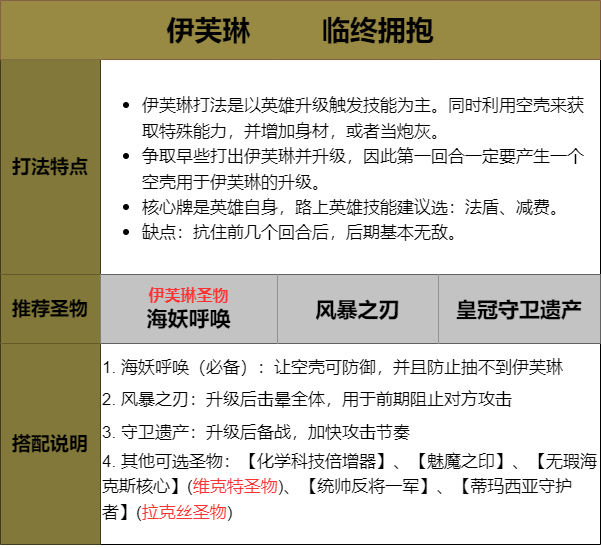 伊芙琳 临终拥抱
打法特点
伊芙琳打法是以英雄升级触发技能为主。同时利用空壳来获
取特殊能力，并增加身材，或者当炮灰。
争取早些打出伊芙琳并升级，因此第一回合一定要产生一个
空壳用于伊芙琳的升级。
核心牌是英雄自身，路上英雄技能建议选：法盾、减费。
缺点：抗住前几个回合后，后期基本无敌。
推荐圣物
伊芙琳圣物
海妖呼唤
风暴之刃
皇冠守卫遗产
搭配说明
1. 海妖呼唤（必备）：让空壳可防御，并且防止抽不到伊芙琳
2. 风暴之刃：升级后击晕全体，用于前期阻止对方攻击
3. 守卫遗产：升级后备战，加快攻击节奏
4. 其他可选圣物：【化学科技倍增器】、【魅魔之印】、【无瑕海
克斯核心】(维克特圣物)、【统帅反将一军】、【蒂玛西亚守护
者】(拉克丝圣物)